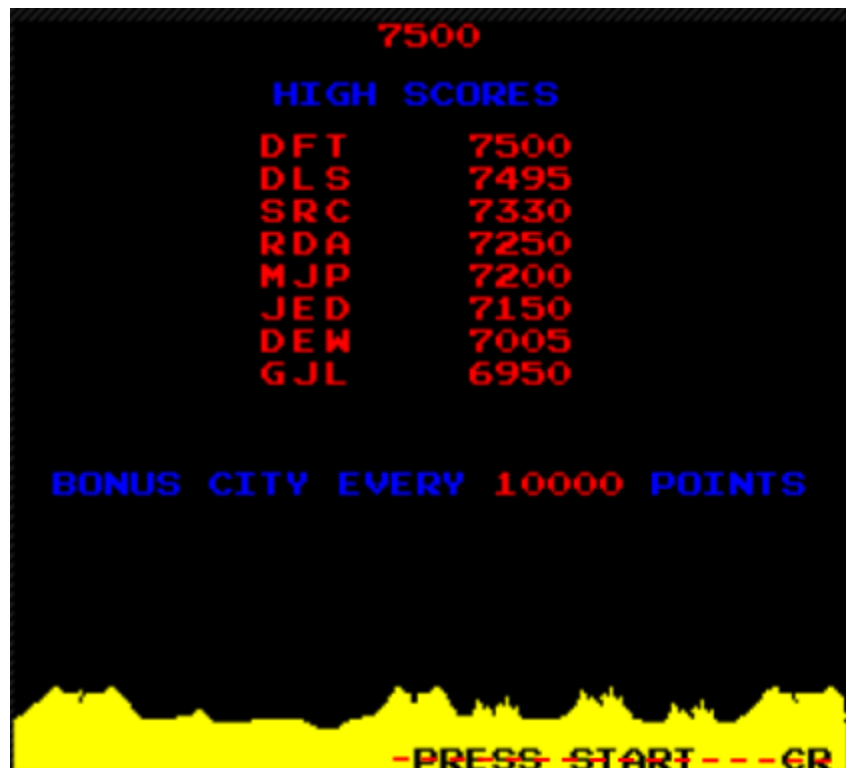 7500
HIGH SCORES
DFT 7500
DLS 7495
SRC 7330
RDA 7250
MJP 7200
JED 7150
DEW 7005
GJL 6950
BONUS CITY EVERY 10000 POINTS
PRESS START CR